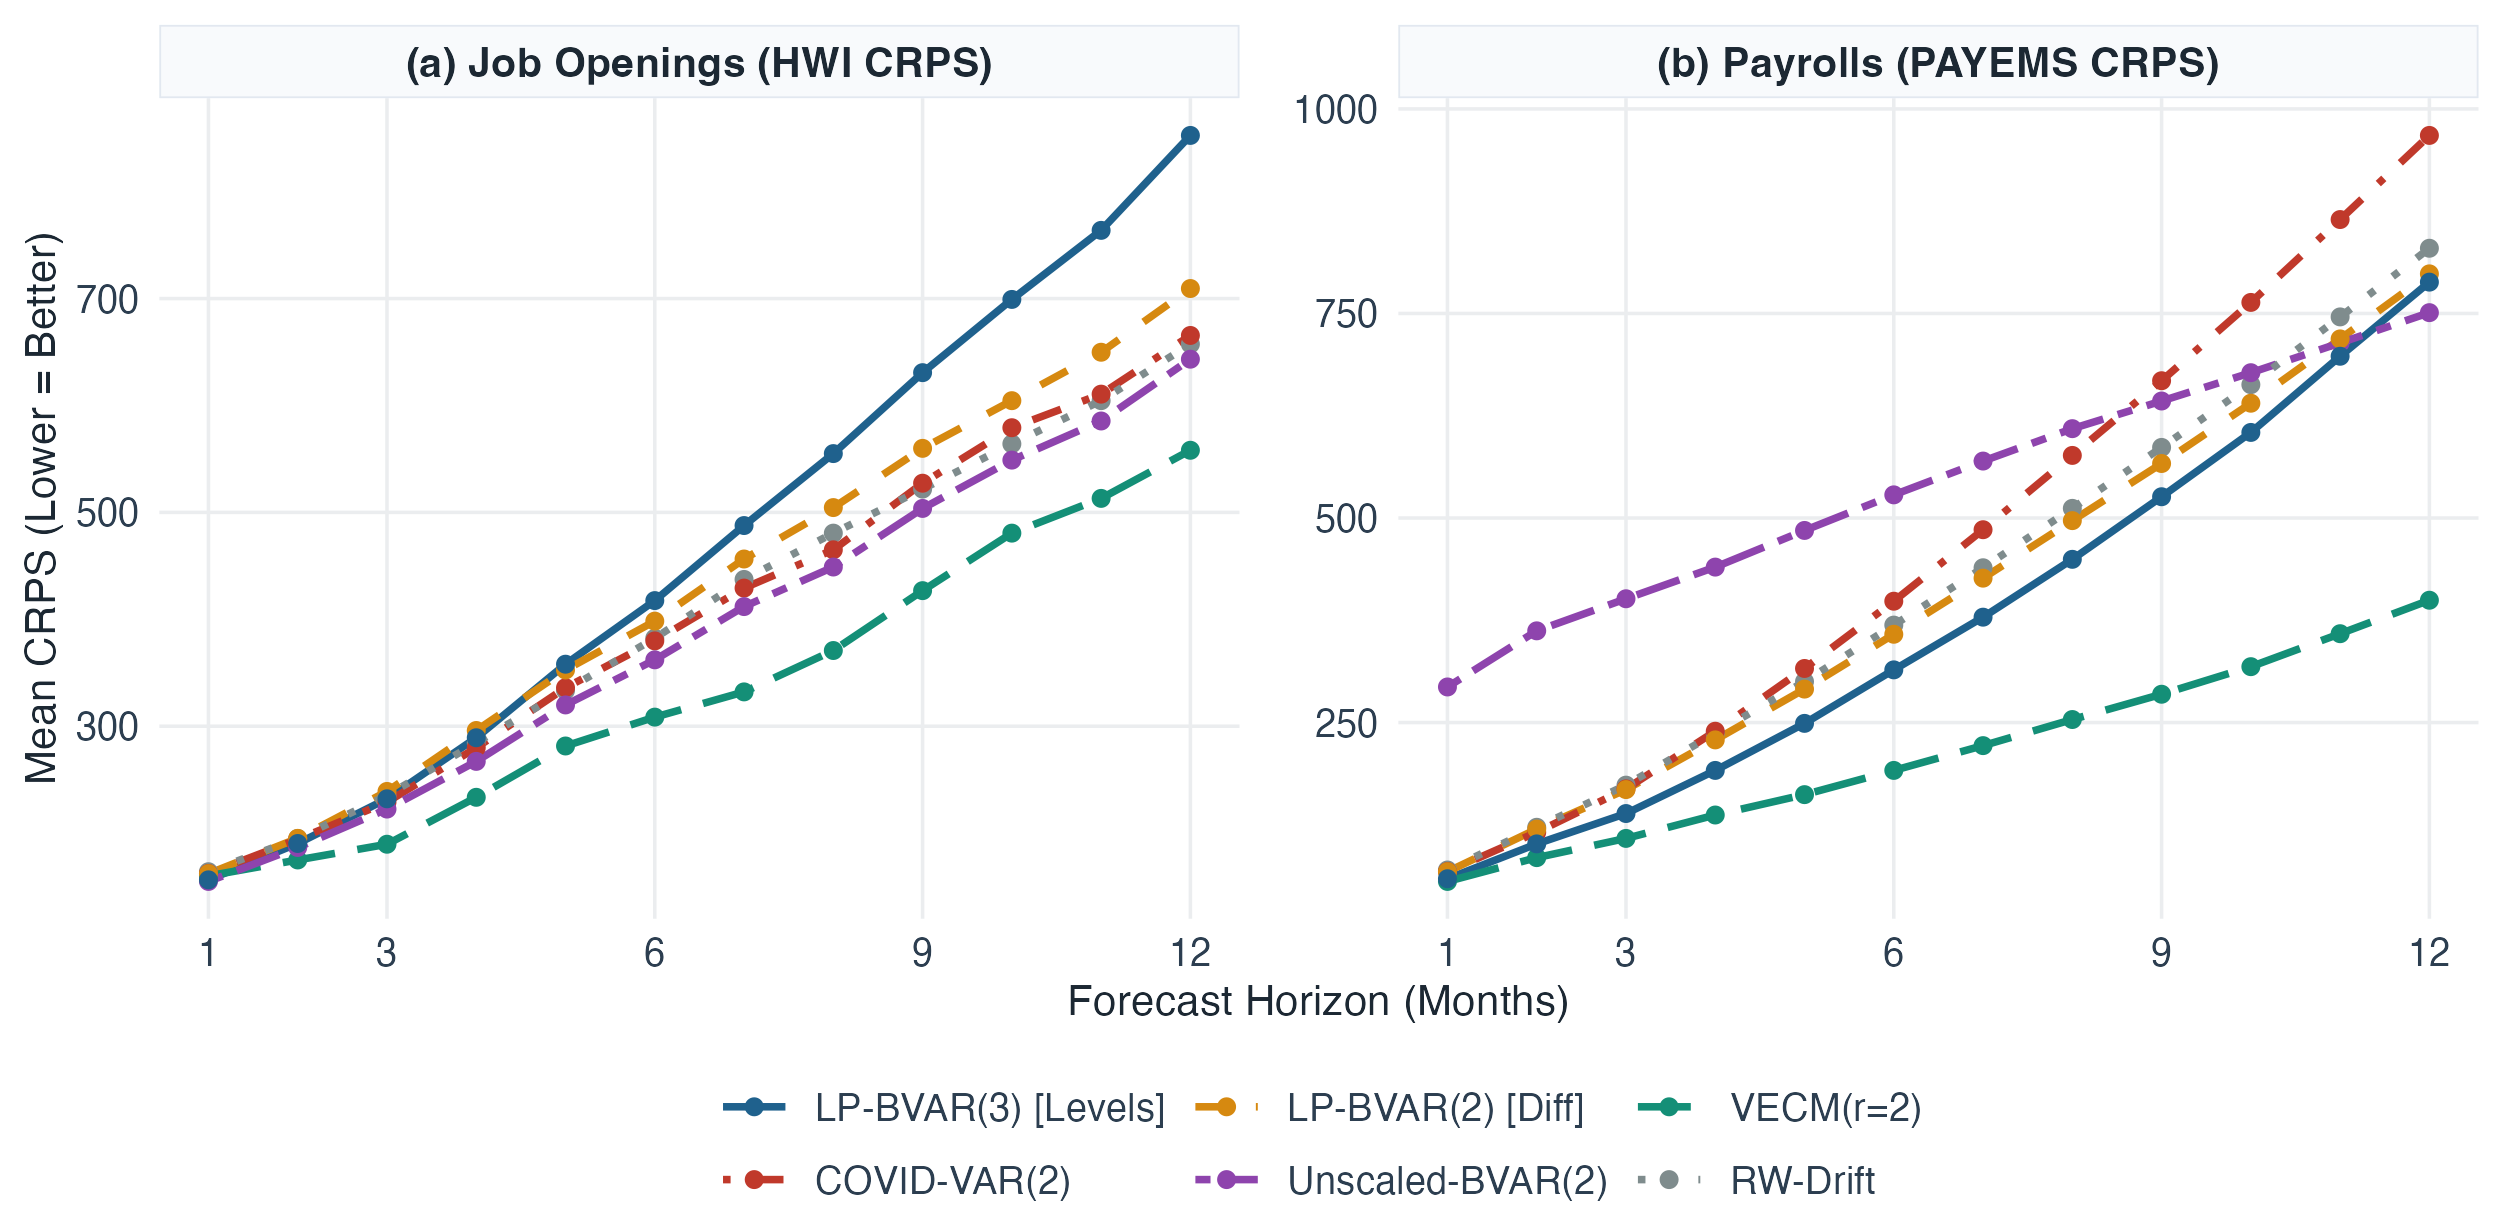 (a) Job Openings (HWI CRPS)
(b) Payrolls (PAYEMS CRPS)
Mean CRPS (Lower = Better)
700
500
300
1000
750
500
250
1 3 6 9 12
1 3 6 9 12
Forecast Horizon (Months)
LP-BVAR(3) [Levels] LP-BVAR(2) [Diff] VECM(r=2)
COVID-VAR(2) Unscaled-BVAR(2) RW-Drift